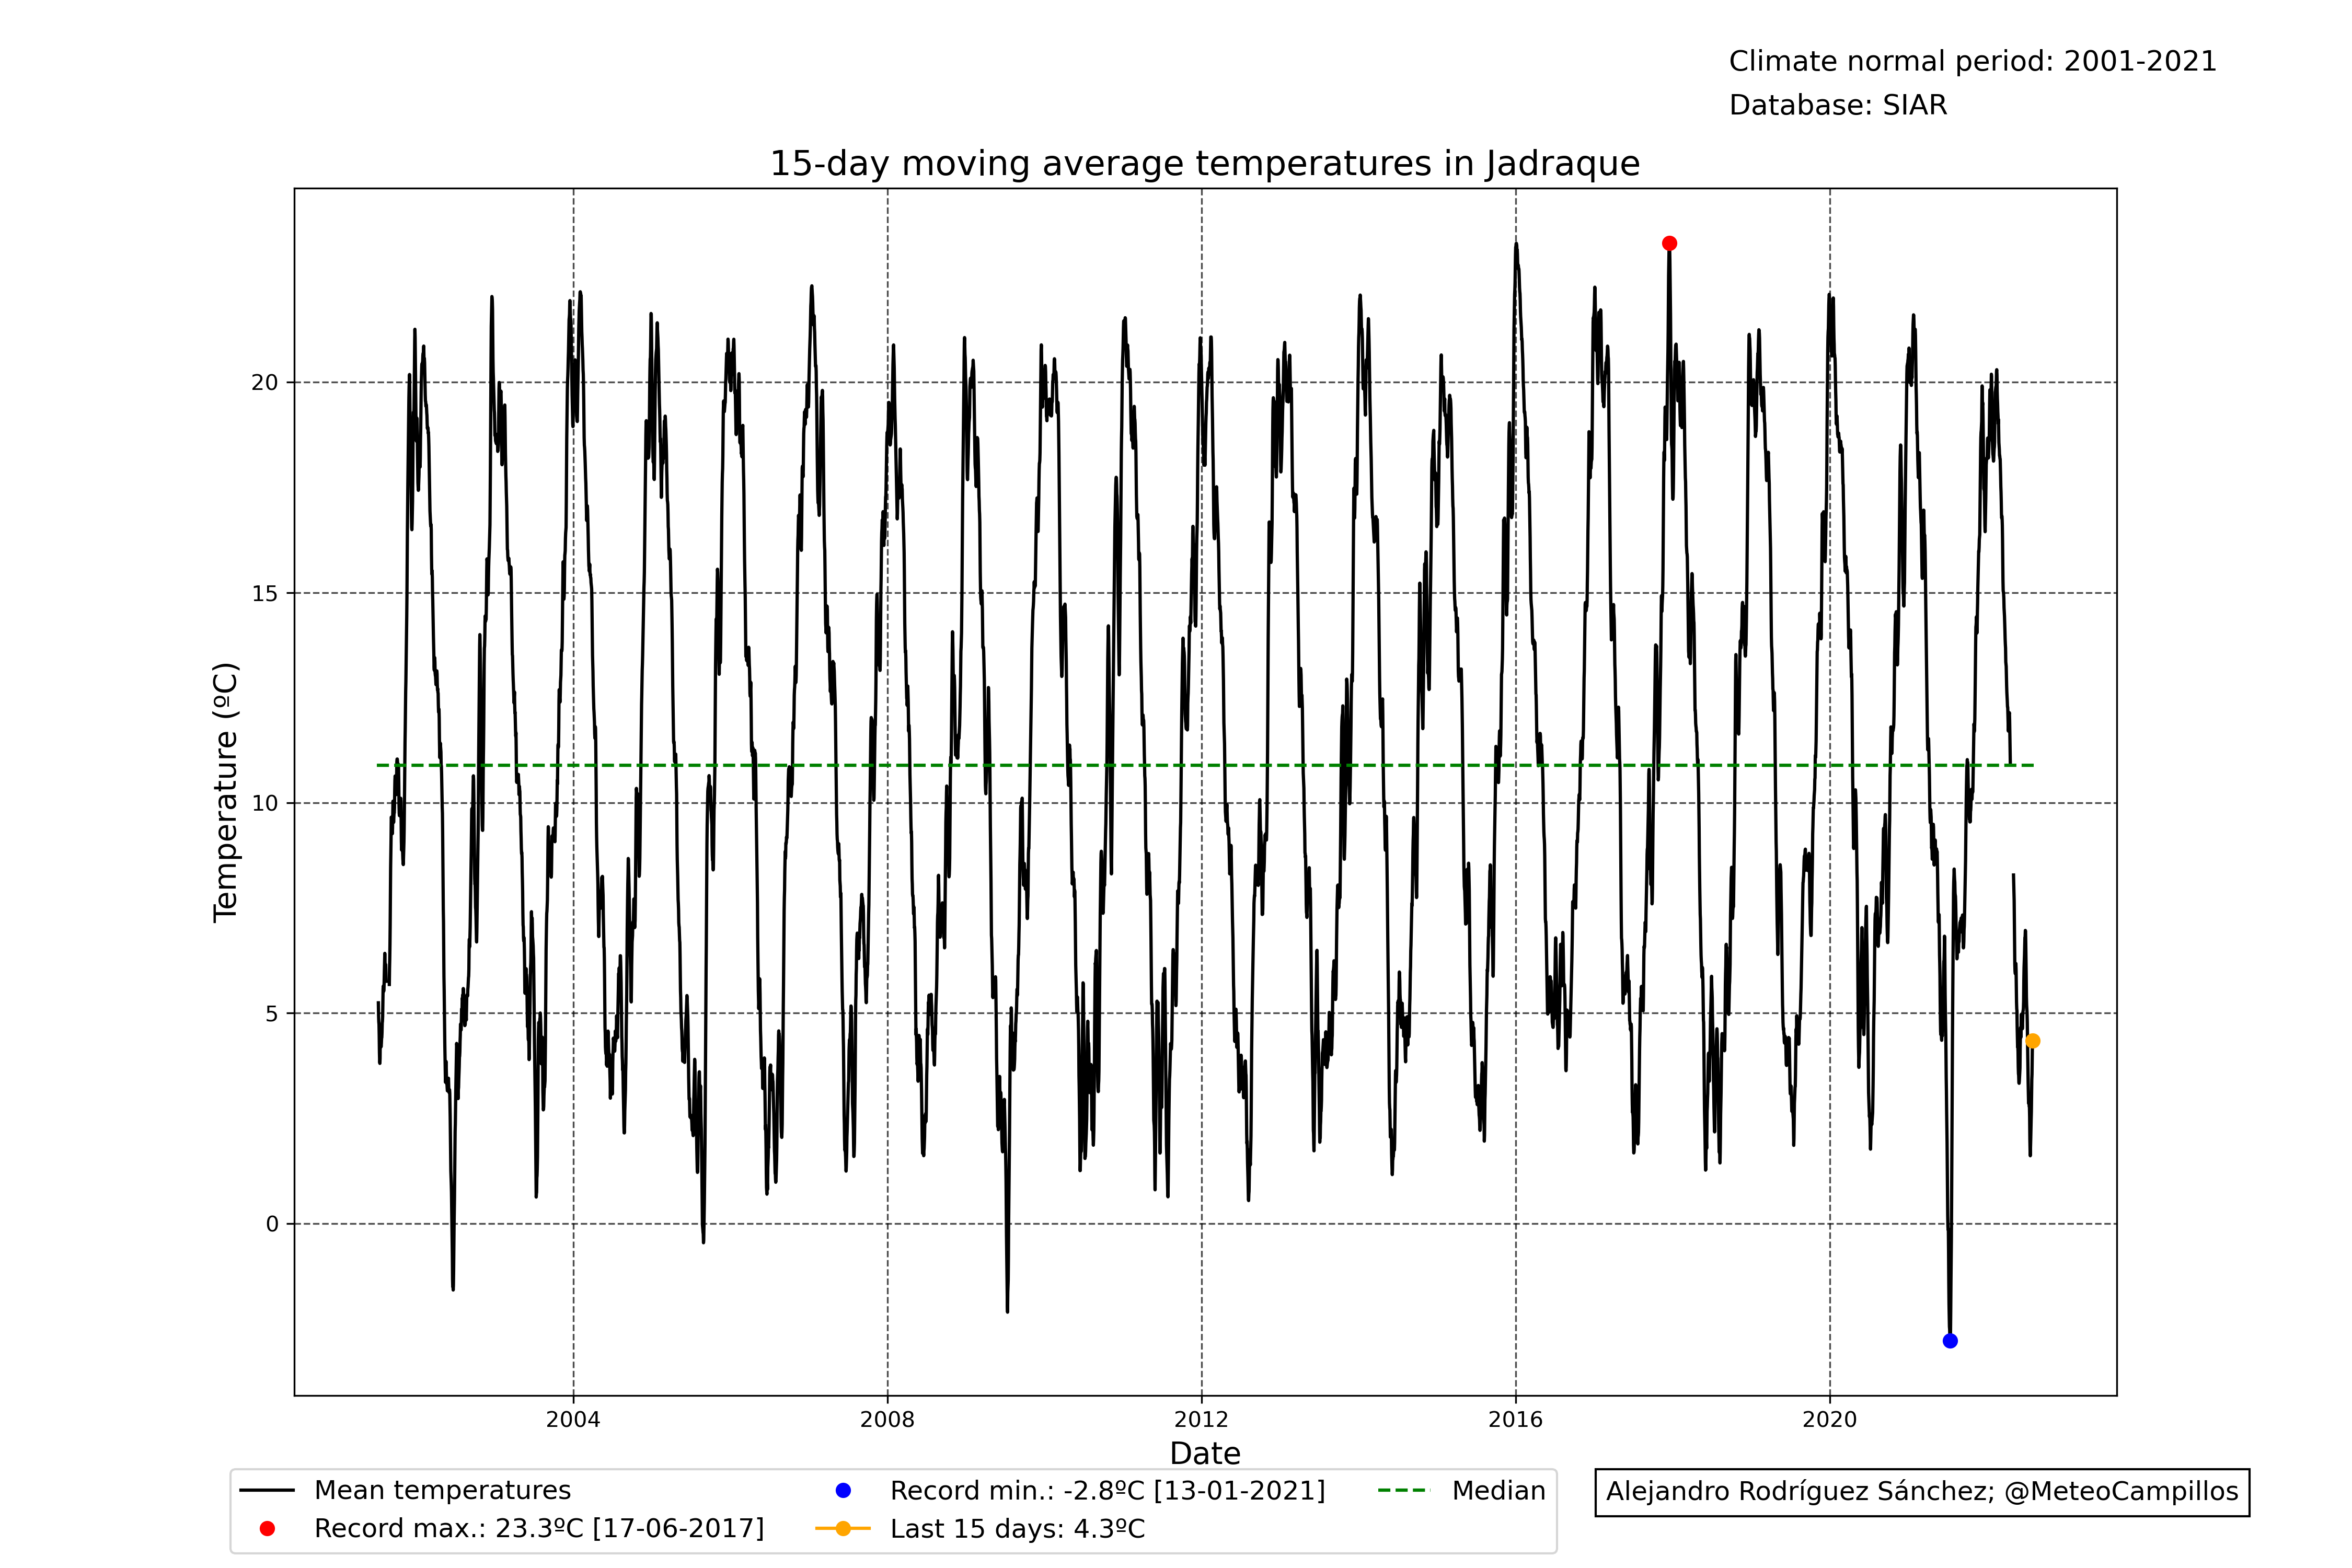 Climate normal period: 2001-2021
Database: SIAR
15-day moving average temperatures in Jadraque
Temperature (ºC)
20
15
10
5
0
2004
2008
2012
2016
2020
Date
Mean temperatures
Record max.: 23.3ºC [17-06-2017]
Record min.: -2.8ºC [13-01-2021]
Last 15 days: 4.3ºC
Median
Alejandro Rodríguez Sánchez; @MeteoCampillos